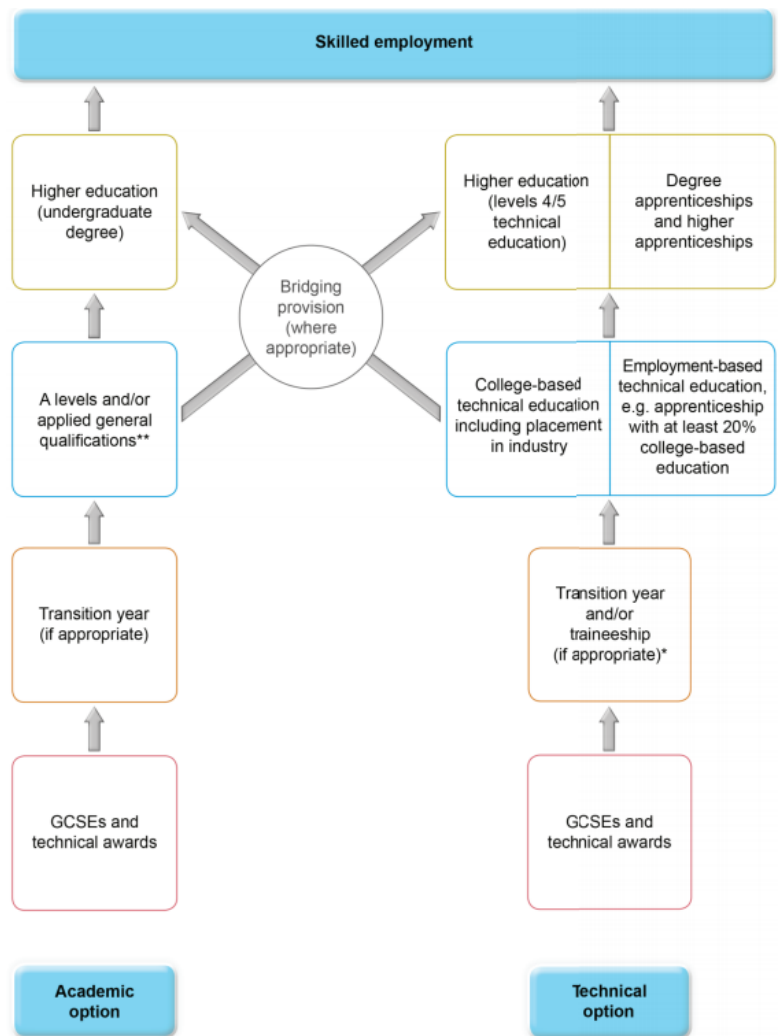 Skilled employment
Higher education
(undergraduate
degree)
Higher education
(levels 4/5
technical
education)
Degree
apprenticeships
and higher
apprenticeships
Bridging
provision
(where
appropriate)
A levels and/or
applied general
qualifications**
College-based
technical education
including placement
in industry
Employment-based
technical education,
e.g. apprenticeship
with at least 20%
college-based
education
Transition year
(if appropriate)
Transition year
and/or
traineeship
(if appropriate)*
GCSEs and
technical awards
GCSEs and
technical awards
Academic
option
Technical
option